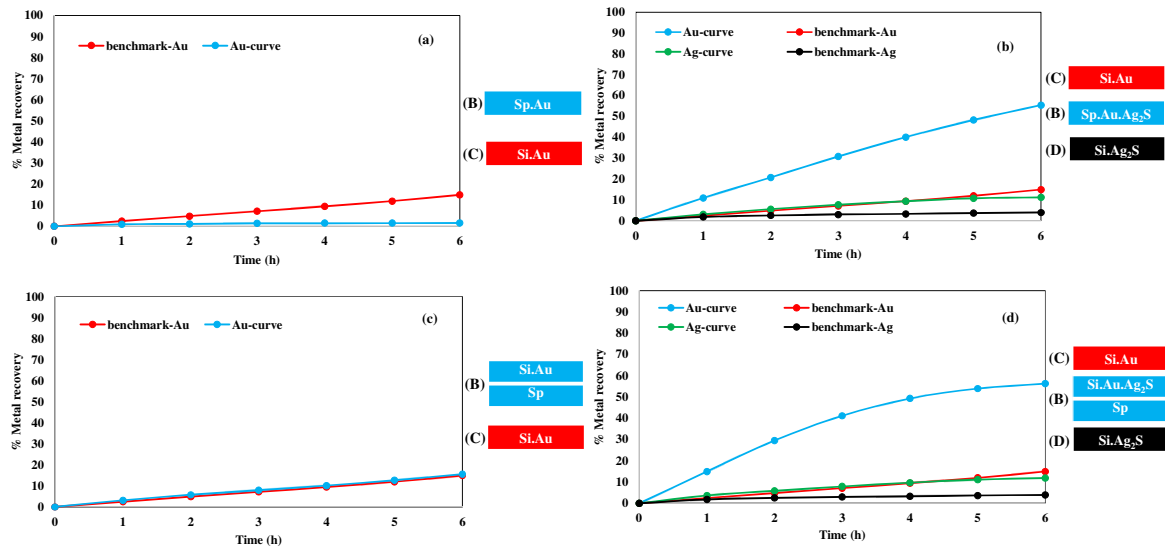 100
90
80
70
60
50
40
30
20
10
0
% Metal recovery
benchmark-Au
Au-curve
(a)
0 1 2 3 4 5 6
Time (h)
(B) Sp.Au
(C) Si.Au
100
90
80
70
60
50
40
30
20
10
0
% Metal recovery
Au-curve benchmark-Au
Ag-curve benchmark-Ag
(b)
0 1 2 3 4 5 6
Time (h)
(C) Si.Au
(B) Sp.Au.Ag₂S
(D) Si.Ag₂S
100
90
80
70
60
50
40
30
20
10
0
% Metal recovery
benchmark-Au
Au-curve
(c)
0 1 2 3 4 5 6
Time (h)
(B) Si.Au
Sp
(C) Si.Au
100
90
80
70
60
50
40
30
20
10
0
% Metal recovery
Au-curve benchmark-Au
Ag-curve benchmark-Ag
(d)
0 1 2 3 4 5 6
Time (h)
(C) Si.Au
(B) Si.Au.Ag₂S
Sp
(D) Si.Ag₂S